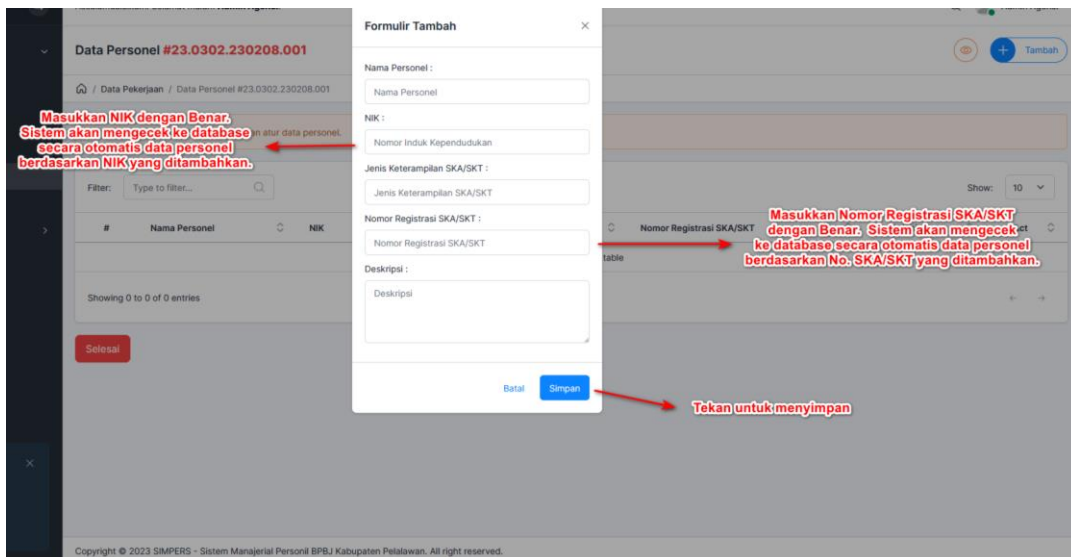 Formulir Tambah
Data Personel #23.0302.230208.001
Tambah
/ Data Pekerjaan / Data Personel #23.0302.230208.001
Nama Personel :
Nama Personel
NIK :
Nomor Induk Kependudukan
Jenis Keterampilan SKA/SKT :
Jenis Keterampilan SKA/SKT
Nomor Registrasi SKA/SKT :
Nomor Registrasi SKA/SKT
Deskripsi :
Deskripsi
Batal
Simpan
Masukkan NIK dengan Benar.
Sistem akan mengecek ke database
secara otomatis data personel
berdasarkan NIK yang ditambahkan.
atur data personel.
Filter:
Type to filter...
Show:
10
#
Nama Personel
NIK
Nomor Registrasi SKA/SKT
table
Masukkan Nomor Registrasi SKA/SKT
dengan Benar. Sistem akan mengecek
ke database secara otomatis data personel
berdasarkan No. SKA/SKT yang ditambahkan.
Showing 0 to 0 of 0 entries
Selesai
Tekan untuk menyimpan
Copyright © 2023 SIMPERS - Sistem Manajerial Personil BPBJ Kabupaten Pelalawan. All right reserved.